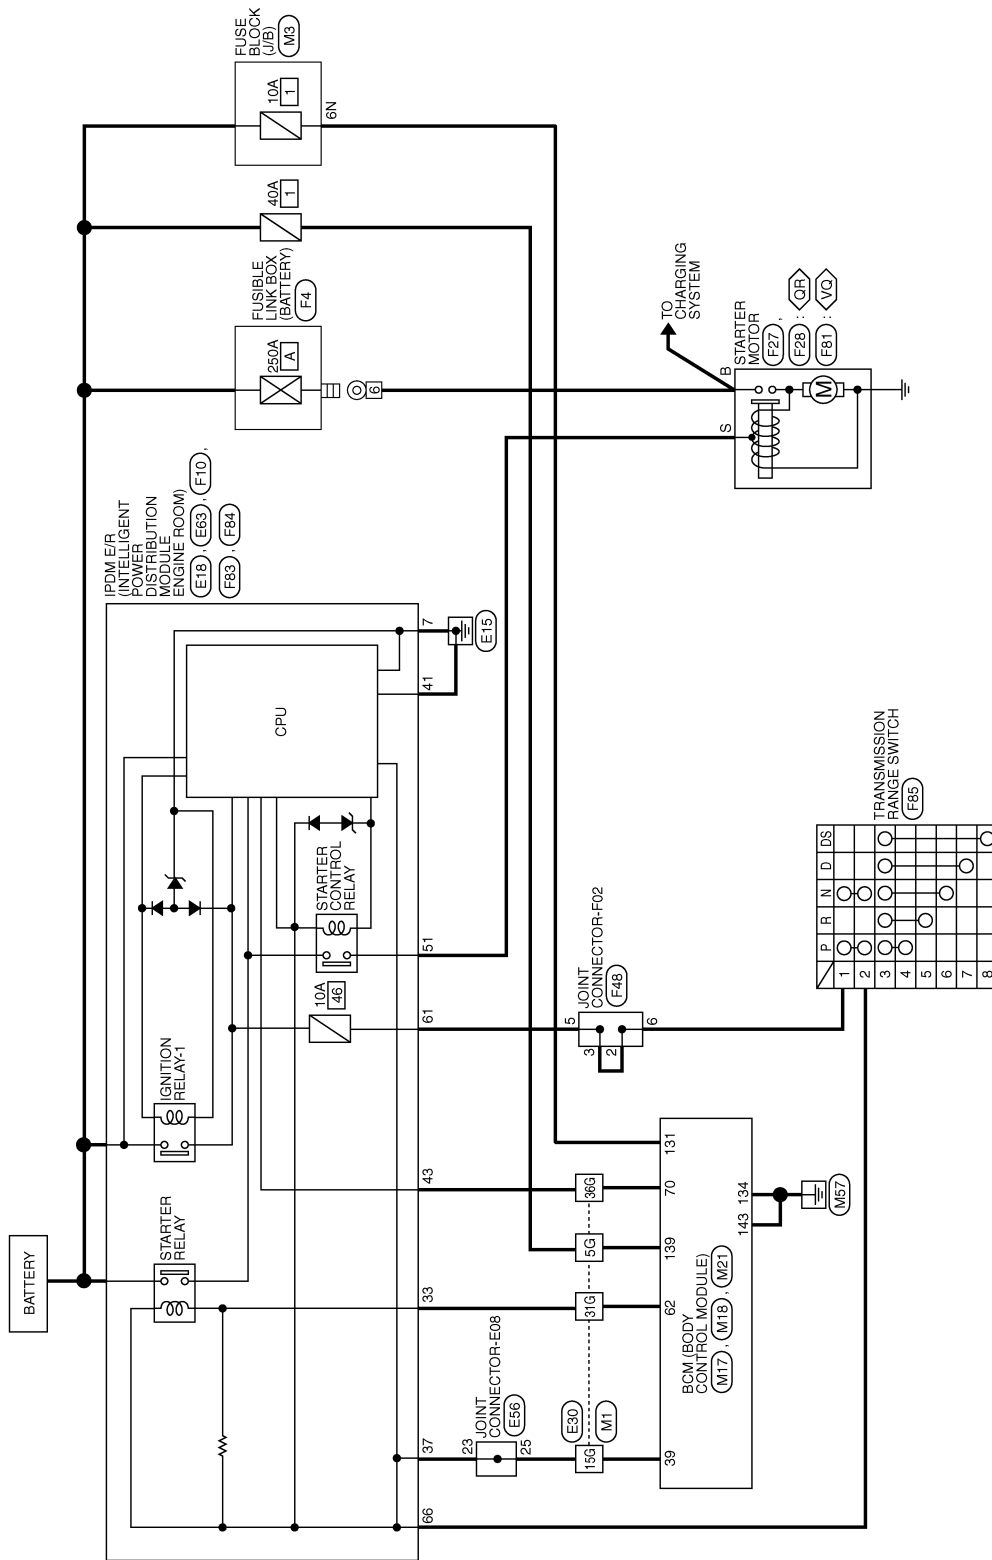 BATTERY
FUSE
BLOCK
(J/B)
M3
10A
1
6N
40A
1
FUSIBLE
LINK BOX
(BATTERY)
F4
250A
A
6
IPDM E/R
(INTELLIGENT
POWER
DISTRIBUTION
MODULE
ENGINE ROOM)
E18 , E63 , F10 ,
F83 , F84
STARTER
RELAY
IGNITION
RELAY-1
CPU
10A
46
STARTER
CONTROL
RELAY
66
37
33
43
61
51
41
7
E15
TO
CHARGING
SYSTEM
STARTER
MOTOR
F27 ,
F28 : QR
F81 : VQ
S
B
M
23
JOINT
CONNECTOR-E08
E56
25
5
JOINT
CONNECTOR-F02
F48
3
2
6
E30
M1
15G
31G
5G
36G
39
62
139
70
131
BCM (BODY
CONTROL MODULE)
M17 , M18 , M21
143
134
M57
TRANSMISSION
RANGE SWITCH
F85
P R N D DS
1
2
3
4
5
6
7
8